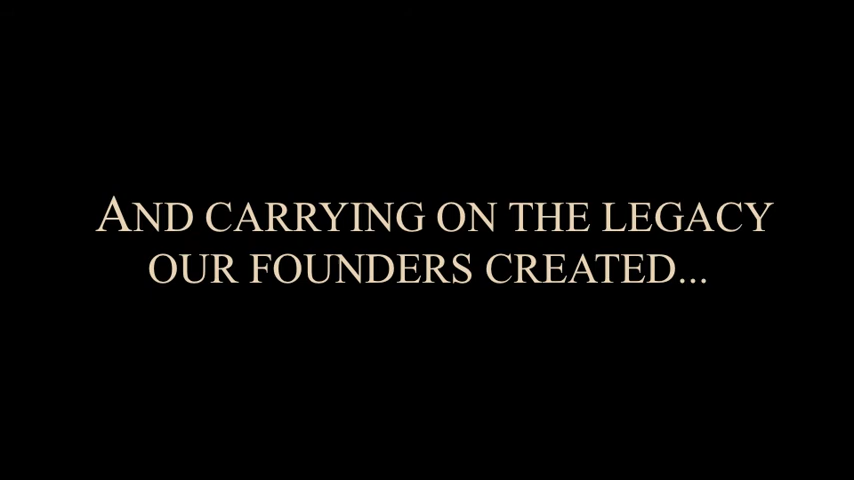 AND CARRYING ON THE LEGACY
OUR FOUNDERS CREATED...